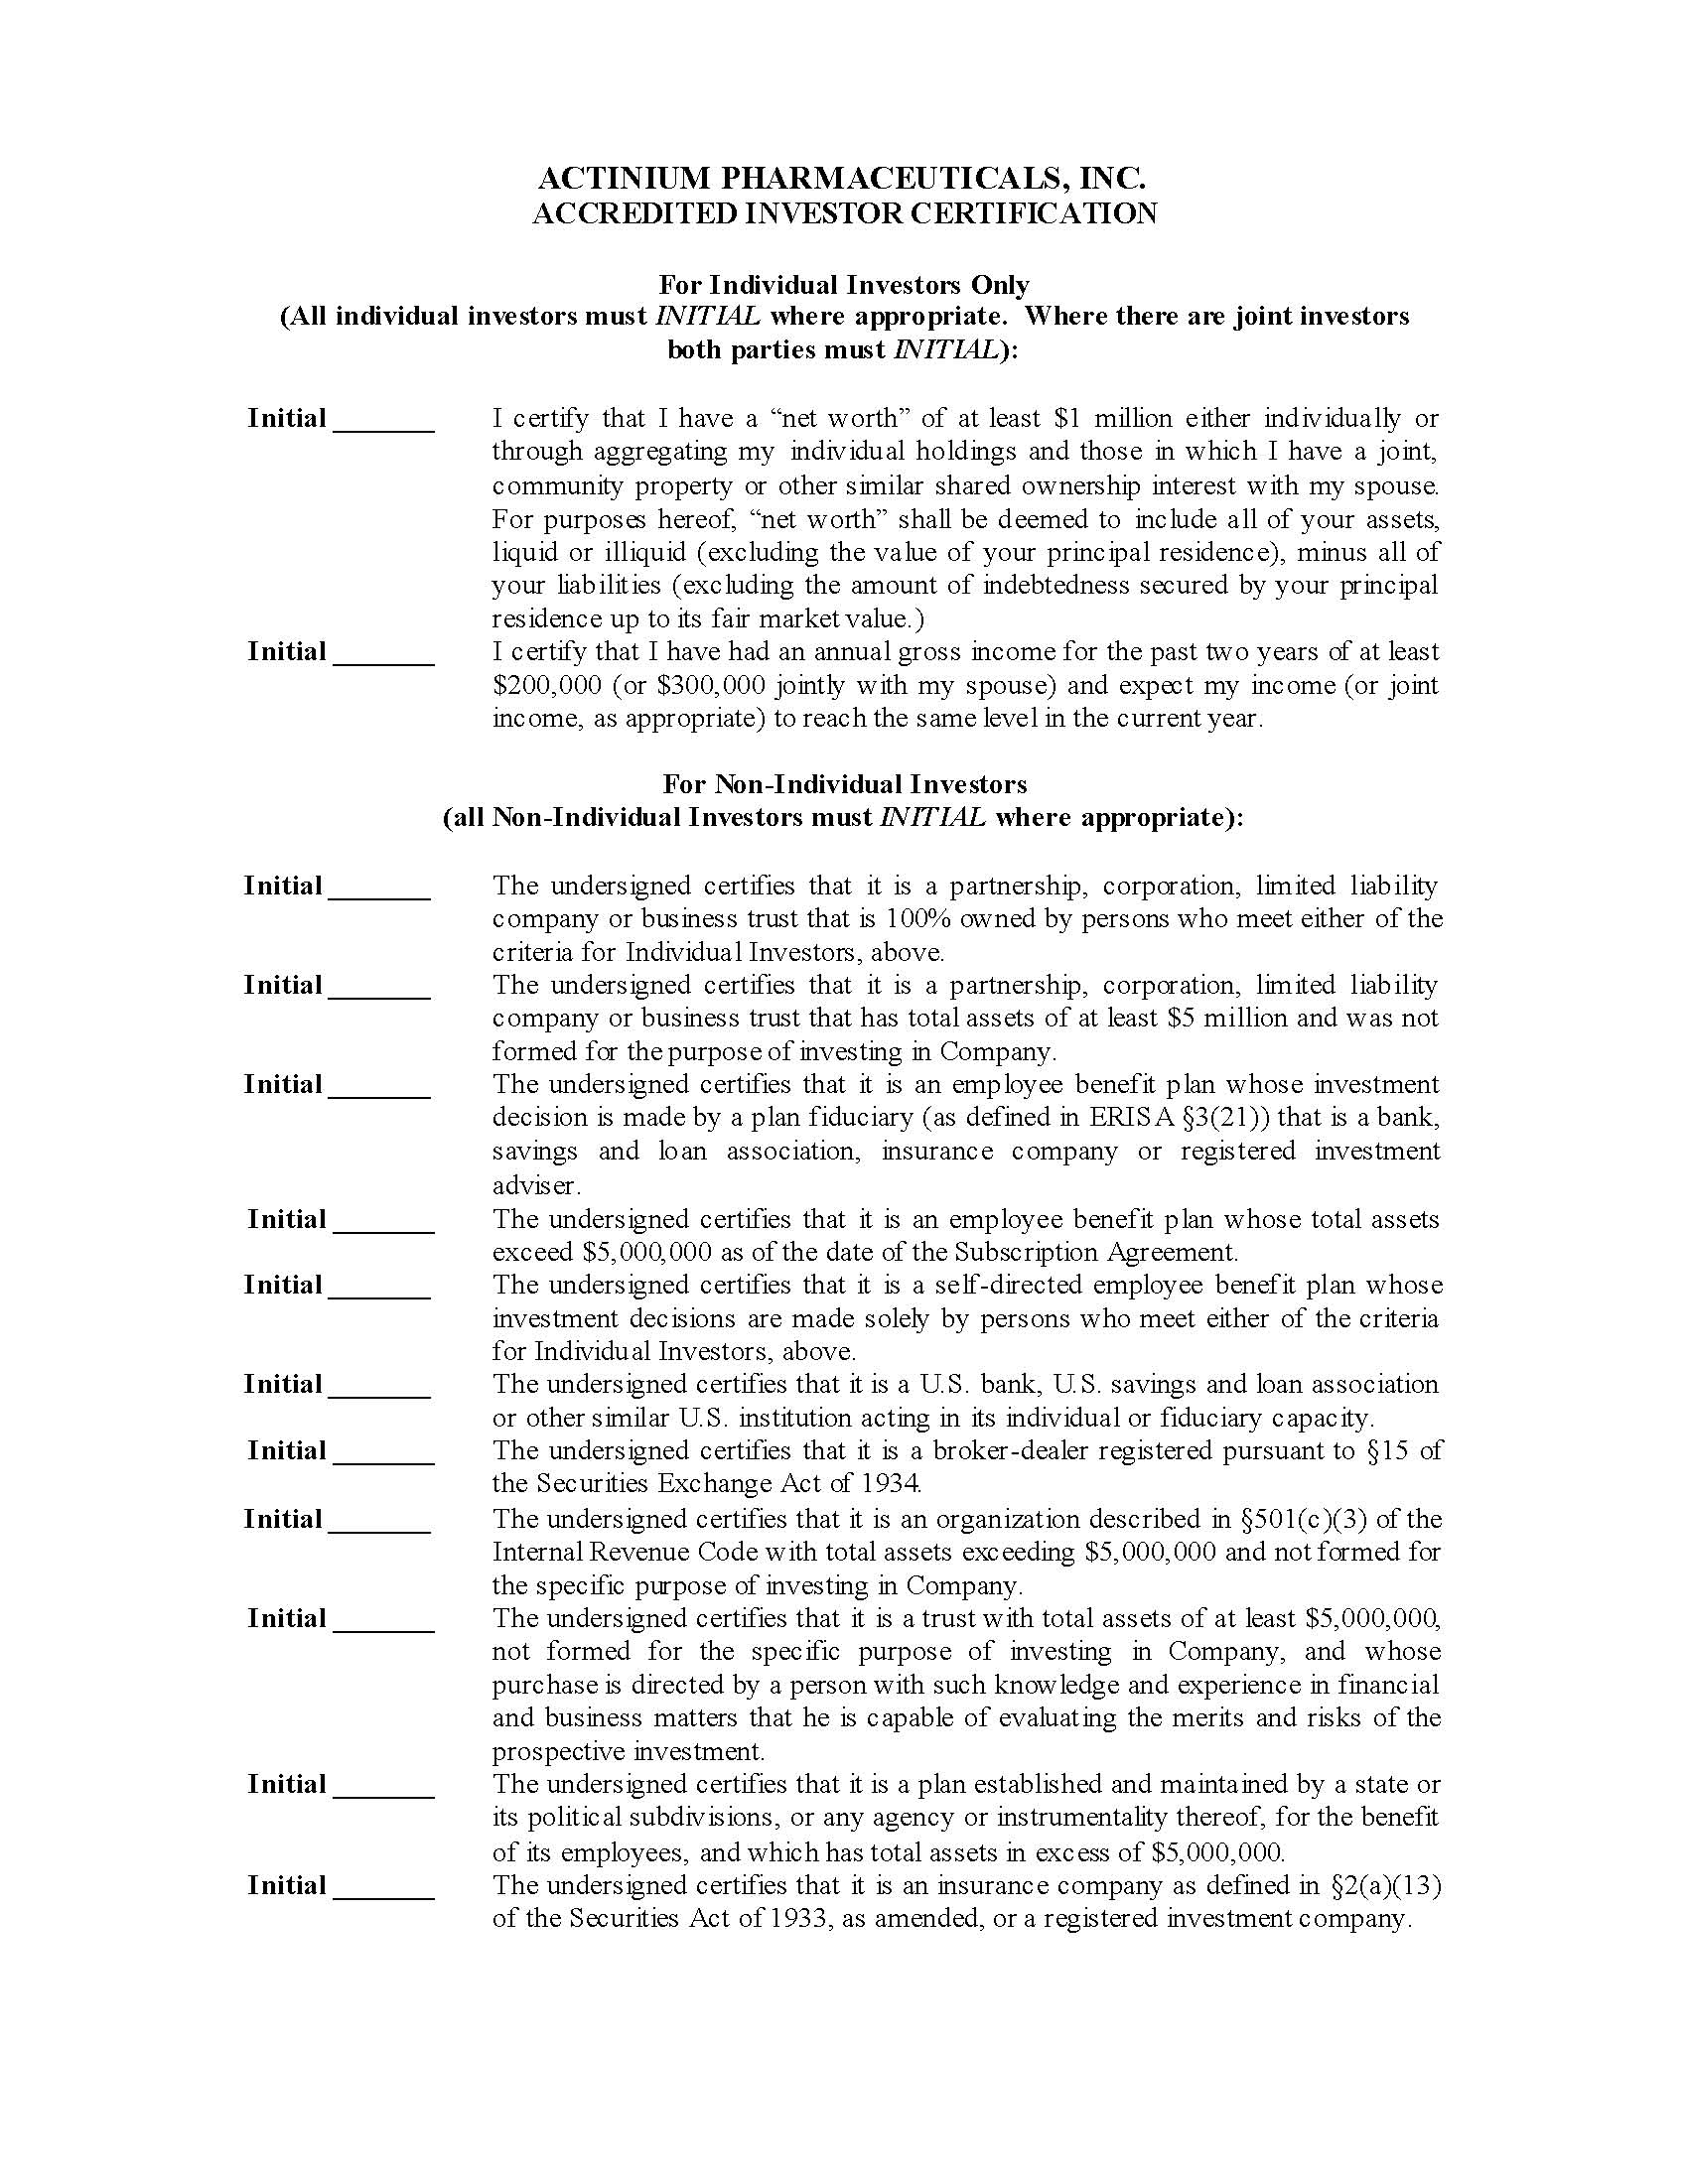 ACTINIUM PHARMACEUTICALS, INC.
ACCREDITED INVESTOR CERTIFICATION
For Individual Investors Only
(All individual investors must INITIAL where appropriate. Where there are joint investors
both parties must INITIAL):
Initial _______ I certify that I have a “net worth” of at least $1 million either individually or
through aggregating my individual holdings and those in which I have a joint,
community property or other similar shared ownership interest with my spouse.
For purposes hereof, “net worth” shall be deemed to include all of your assets,
liquid or illiquid (excluding the value of your principal residence), minus all of
your liabilities (excluding the amount of indebtedness secured by your principal
residence up to its fair market value.)
Initial _______ I certify that I have had an annual gross income for the past two years of at least
$200,000 (or $300,000 jointly with my spouse) and expect my income (or joint
income, as appropriate) to reach the same level in the current year.
For Non-Individual Investors
(all Non-Individual Investors must INITIAL where appropriate):
Initial _______ The undersigned certifies that it is a partnership, corporation, limited liability
company or business trust that is 100% owned by persons who meet either of the
criteria for Individual Investors, above.
Initial _______ The undersigned certifies that it is a partnership, corporation, limited liability
company or business trust that has total assets of at least $5 million and was not
formed for the purpose of investing in Company.
Initial _______ The undersigned certifies that it is an employee benefit plan whose investment
decision is made by a plan fiduciary (as defined in ERISA §3(21)) that is a bank,
savings and loan association, insurance company or registered investment
adviser.
Initial _______ The undersigned certifies that it is an employee benefit plan whose total assets
exceed $5,000,000 as of the date of the Subscription Agreement.
Initial _______ The undersigned certifies that it is a self-directed employee benefit plan whose
investment decisions are made solely by persons who meet either of the criteria
for Individual Investors, above.
Initial _______ The undersigned certifies that it is a U.S. bank, U.S. savings and loan association
or other similar U.S. institution acting in its individual or fiduciary capacity.
Initial _______ The undersigned certifies that it is a broker-dealer registered pursuant to §15 of
the Securities Exchange Act of 1934.
Initial _______ The undersigned certifies that it is an organization described in §501(c)(3) of the
Internal Revenue Code with total assets exceeding $5,000,000 and not formed for
the specific purpose of investing in Company.
Initial _______ The undersigned certifies that it is a trust with total assets of at least $5,000,000,
not formed for the specific purpose of investing in Company, and whose
purchase is directed by a person with such knowledge and experience in financial
and business matters that he is capable of evaluating the merits and risks of the
prospective investment.
Initial _______ The undersigned certifies that it is a plan established and maintained by a state or
its political subdivisions, or any agency or instrumentality thereof, for the benefit
of its employees, and which has total assets in excess of $5,000,000.
Initial _______ The undersigned certifies that it is an insurance company as defined in §2(a)(13)
of the Securities Act of 1933, as amended, or a registered investment company.